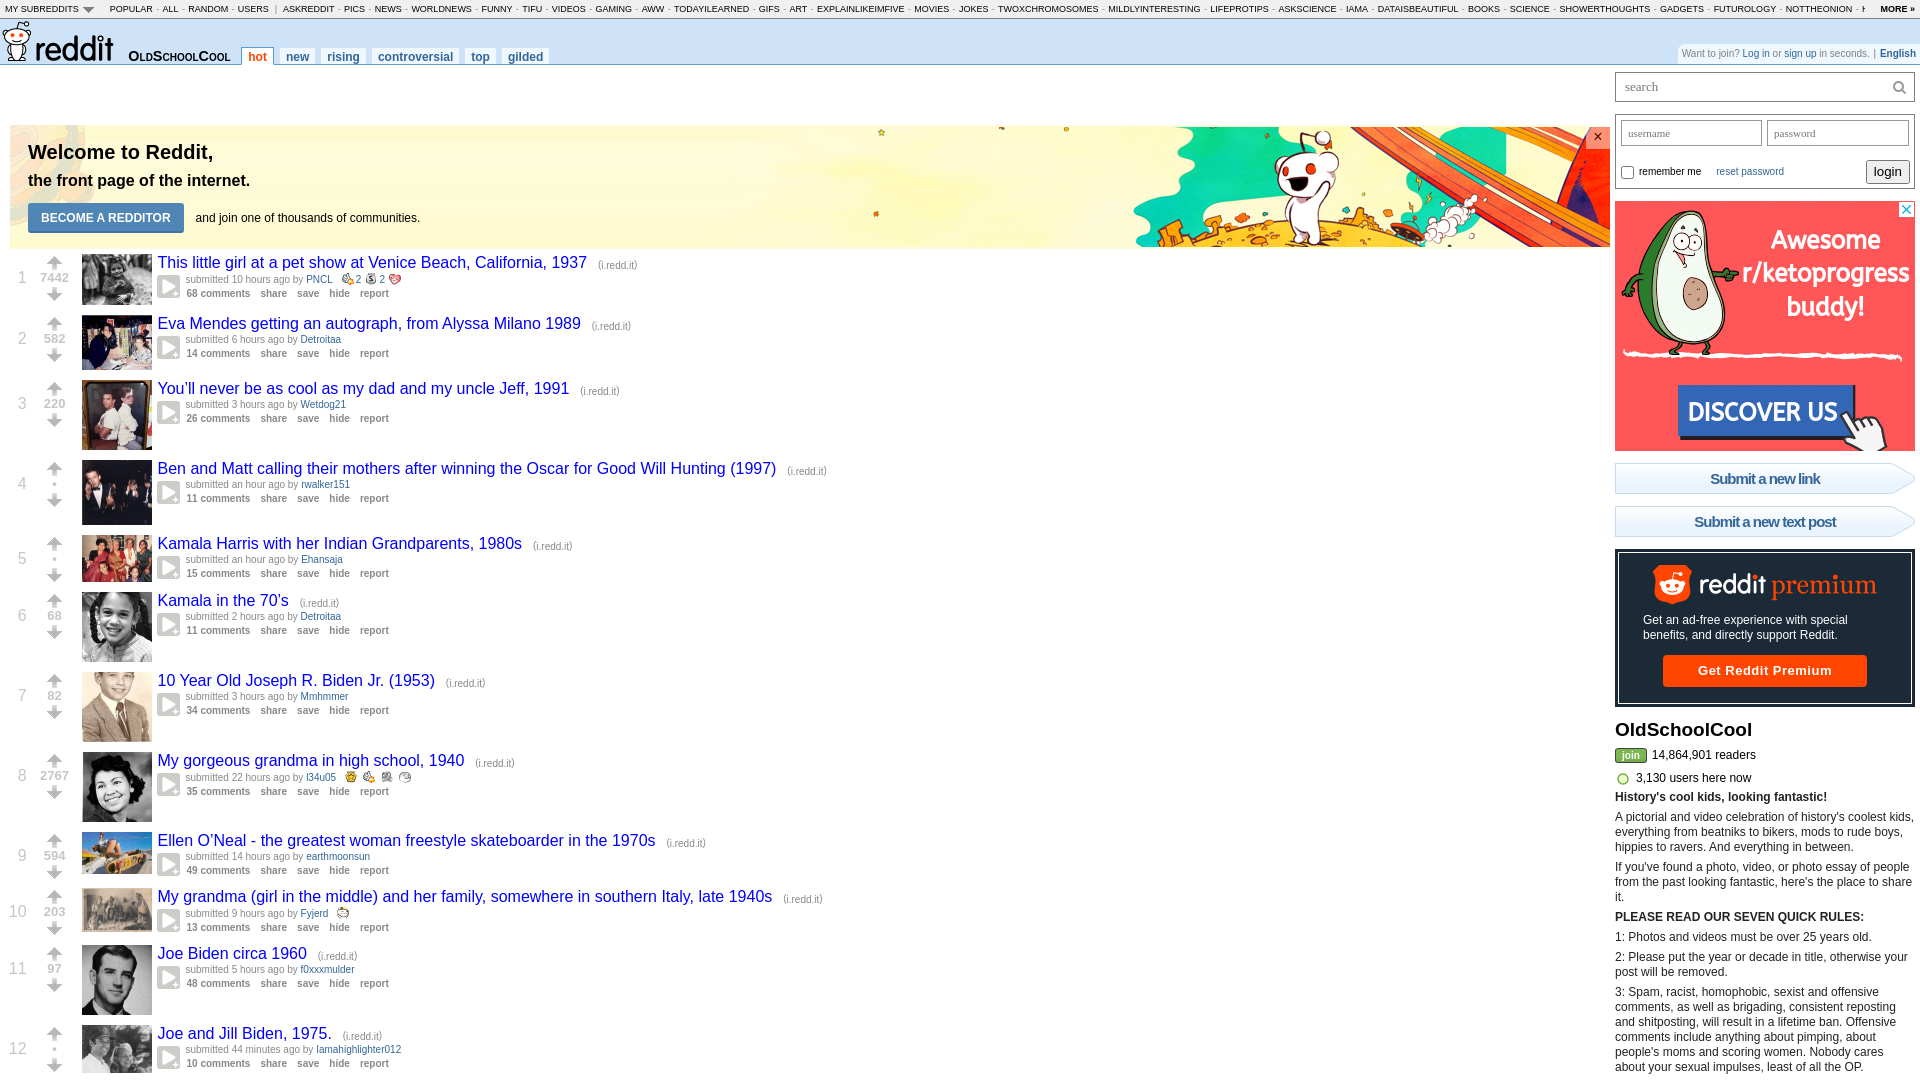 MY SUBREDDITS POPULAR - ALL - RANDOM - USERS | ASKREDDIT - PICS - NEWS - WORLDNEWS - FUNNY - TIFU - VIDEOS - GAMING - AWW - TODAYILEARNED - GIFS - ART - EXPLAINLIKEIMFIVE - MOVIES - JOKES - TWOXCHROMOSOMES - MILDLYINTERESTING - LIFEPROTIPS - ASKSCIENCE - IAMA - DATAISBEAUTIFUL - BOOKS - SCIENCE - SHOWERTHOUGHTS - GADGETS - FUTUROLOGY - NOTTHEONION - MORE »
reddit OLDSCHOOLCOOL hot new rising controversial top gilded
Want to join? Log in or sign up in seconds. | English
Welcome to Reddit,
the front page of the internet.
BECOME A REDDITOR and join one of thousands of communities.
1 7442 This little girl at a pet show at Venice Beach, California, 1937 (i.redd.it)
submitted 10 hours ago by PNCL 2 2
68 comments share save hide report
2 582 Eva Mendes getting an autograph, from Alyssa Milano 1989 (i.redd.it)
submitted 6 hours ago by Detroitaa
14 comments share save hide report
3 220 You’ll never be as cool as my dad and my uncle Jeff, 1991 (i.redd.it)
submitted 3 hours ago by Wetdog21
26 comments share save hide report
4 • Ben and Matt calling their mothers after winning the Oscar for Good Will Hunting (1997) (i.redd.it)
submitted an hour ago by rwalker151
11 comments share save hide report
5 • Kamala Harris with her Indian Grandparents, 1980s (i.redd.it)
submitted an hour ago by Ehansaja
15 comments share save hide report
6 68 Kamala in the 70’s (i.redd.it)
submitted 2 hours ago by Detroitaa
11 comments share save hide report
7 82 10 Year Old Joseph R. Biden Jr. (1953) (i.redd.it)
submitted 3 hours ago by Mmhmmer
34 comments share save hide report
8 2767 My gorgeous grandma in high school, 1940 (i.redd.it)
submitted 22 hours ago by l34u05
35 comments share save hide report
9 594 Ellen O’Neal - the greatest woman freestyle skateboarder in the 1970s (i.redd.it)
submitted 14 hours ago by earthmoonsun
49 comments share save hide report
10 203 My grandma (girl in the middle) and her family, somewhere in southern Italy, late 1940s (i.redd.it)
submitted 9 hours ago by Fyjerd
13 comments share save hide report
11 97 Joe Biden circa 1960 (i.redd.it)
submitted 5 hours ago by f0xxxmulder
48 comments share save hide report
12 • Joe and Jill Biden, 1975. (i.redd.it)
submitted 44 minutes ago by Iamahighlighter012
10 comments share save hide report
search
username password
remember me reset password login
Awesome
r/ketoprogress
buddy!
DISCOVER US
Submit a new link
Submit a new text post
reddit premium
Get an ad-free experience with special
benefits, and directly support Reddit.
Get Reddit Premium
OldSchoolCool
join 14,864,901 readers
3,130 users here now
History's cool kids, looking fantastic!
A pictorial and video celebration of history's coolest kids,
everything from beatniks to bikers, mods to rude boys,
hippies to ravers. And everything in between.
If you've found a photo, video, or photo essay of people
from the past looking fantastic, here's the place to share
it.
PLEASE READ OUR SEVEN QUICK RULES:
1: Photos and videos must be over 25 years old.
2: Please put the year or decade in title, otherwise your
post will be removed.
3: Spam, racist, homophobic, sexist and offensive
comments, as well as brigading, consistent reposting
and shitposting, will result in a lifetime ban. Offensive
comments include anything about pimping, about
people's moms and scoring women. Nobody cares
about your sexual impulses, least of all the OP.